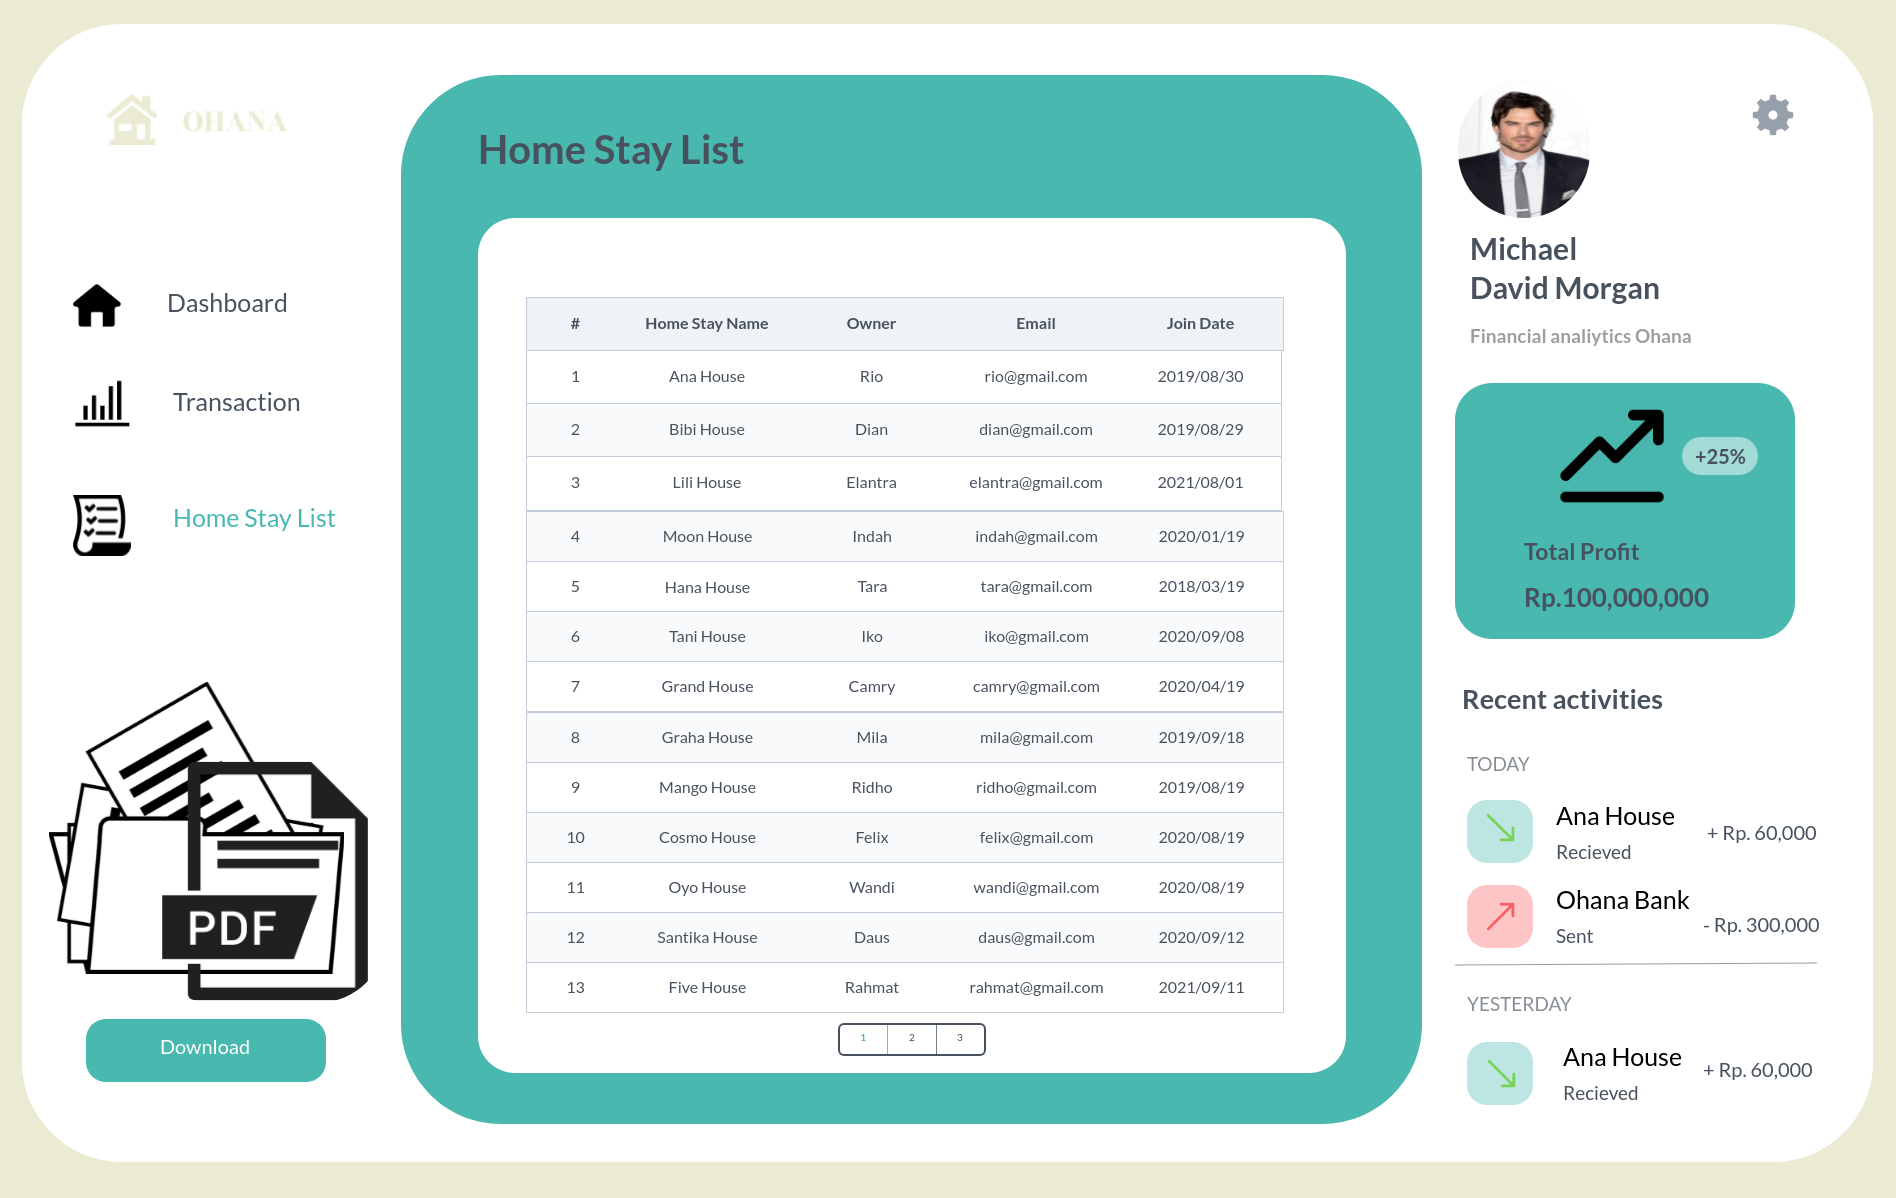 OHANA
Dashboard
Transaction
Home Stay List
PDF
Download
Home Stay List
# Home Stay Name Owner Email Join Date
1 Ana House Rio rio@gmail.com 2019/08/30
2 Bibi House Dian dian@gmail.com 2019/08/29
3 Lili House Elantra elantra@gmail.com 2021/08/01
4 Moon House Indah indah@gmail.com 2020/01/19
5 Hana House Tara tara@gmail.com 2018/03/19
6 Tani House Iko iko@gmail.com 2020/09/08
7 Grand House Camry camry@gmail.com 2020/04/19
8 Graha House Mila mila@gmail.com 2019/09/18
9 Mango House Ridho ridho@gmail.com 2019/08/19
10 Cosmo House Felix felix@gmail.com 2020/08/19
11 Oyo House Wandi wandi@gmail.com 2020/08/19
12 Santika House Daus daus@gmail.com 2020/09/12
13 Five House Rahmat rahmat@gmail.com 2021/09/11
1 2 3
Michael
David Morgan
Financial analiytics Ohana
+25%
Total Profit
Rp.100,000,000
Recent activities
TODAY
Ana House
+ Rp. 60,000
Recieved
Ohana Bank
- Rp. 300,000
Sent
YESTERDAY
Ana House
+ Rp. 60,000
Recieved